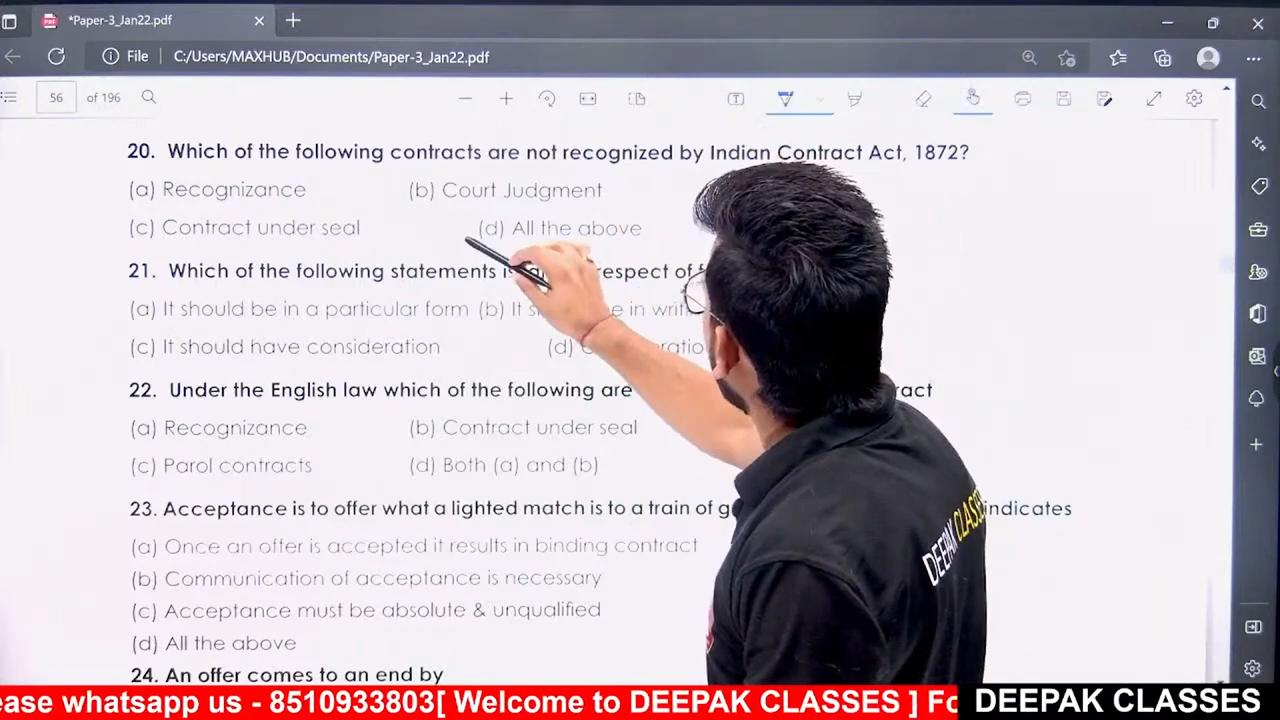 *Paper-3_Jan22.pdf
File C:/Users/MAXHUB/Documents/Paper-3_Jan22.pdf
56 of 196
20. Which of the following contracts are not recognized by Indian Contract Act, 1872?
(a) Recognizance (b) Court Judgment
(c) Contract under seal (d) All the above
21. Which of the following statements respect of
(a) It should be in a particular form (b) It in
(c) It should have consideration (d)
22. Under the English law which of the following are
(a) Recognizance (b) Contract under seal
(c) Parol contracts (d) Both (a) and (b)
23. Acceptance is to offer what a lighted match is to a train of indicates
(a) Once an offer is accepted it results in binding contract
(b) Communication of acceptance is necessary
(c) Acceptance must be absolute & unqualified
(d) All the above
24. An offer comes to an end by
DEEPAK CLASSES
whatsapp us - 8510933803[ Welcome to DEEPAK CLASSES ]
DEEPAK CLASSES